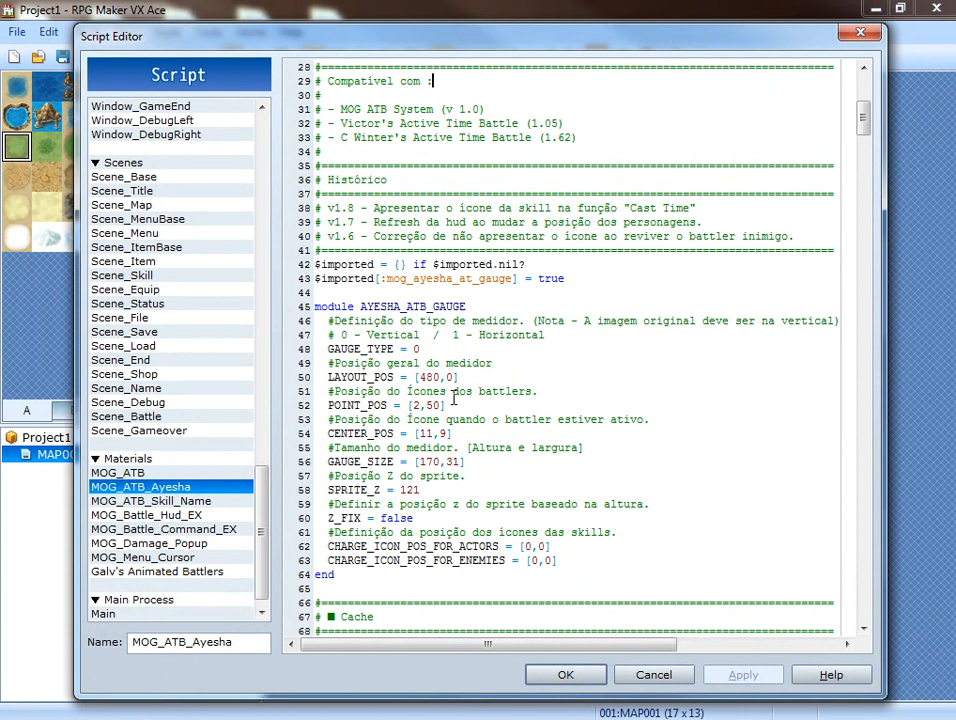 Project1 - RPG Maker VX Ace
File Edit
Script Editor
Script
Window_GameEnd
Window_DebugLeft
Window_DebugRight
▼ Scenes
Scene_Base
Scene_Title
Scene_Map
Scene_MenuBase
Scene_Menu
Scene_ItemBase
Scene_Item
Scene_Skill
Scene_Equip
Scene_Status
Scene_File
Scene_Save
Scene_Load
Scene_End
Scene_Shop
Scene_Name
Scene_Debug
Scene_Battle
Scene_Gameover
▼ Materials
MOG_ATB
MOG_ATB_Ayesha
MOG_ATB_Skill_Name
MOG_Battle_Hud_EX
MOG_Battle_Command_EX
MOG_Damage_Popup
MOG_Menu_Cursor
Galv's Animated Battlers
▼ Main Process
Main
Name: MOG_ATB_Ayesha
A
Project1
MAP00
28 #==============================================================================
29 # Compativel com :
30 #
31 # - MOG ATB System (v 1.0)
32 # - Victor's Active Time Battle (1.05)
33 # - C Winter's Active Time Battle (1.62)
34 #
35 #==============================================================================
36 # Histórico
37 #==============================================================================
38 # v1.8 - Apresentar o ícone da skill na função "Cast Time"
39 # v1.7 - Refresh da hud ao mudar a posição dos personagens.
40 # v1.6 - Correção de não apresentar o ícone ao reviver o battler inimigo.
41 #==============================================================================
42 $imported = {} if $imported.nil?
43 $imported[:mog_ayesha_at_gauge] = true
44
45 module AYESHA_ATB_GAUGE
46 #Definição do tipo de medidor. (Nota - A imagem original deve ser na vertical)
47 # 0 - Vertical / 1 - Horizontal
48 GAUGE_TYPE = 0
49 #Posição geral do medidor
50 LAYOUT_POS = [480,0]
51 #Posição do Ícones dos battlers.
52 POINT_POS = [2,50]
53 #Posição do Ícone quando o battler estiver ativo.
54 CENTER_POS = [11,9]
55 #Tamanho do medidor. [Altura e largura]
56 GAUGE_SIZE = [170,31]
57 #Posição Z do sprite.
58 SPRITE_Z = 121
59 #Definir a posição z do sprite baseado na altura.
60 Z_FIX = false
61 #Definição da posição dos ícones das skills.
62 CHARGE_ICON_POS_FOR_ACTORS = [0,0]
63 CHARGE_ICON_POS_FOR_ENEMIES = [0,0]
64 end
65
66 #==============================================================================
67 # ■ Cache
68 #==============================================================================
OK Cancel Apply Help
001:MAP001 (17 x 13)